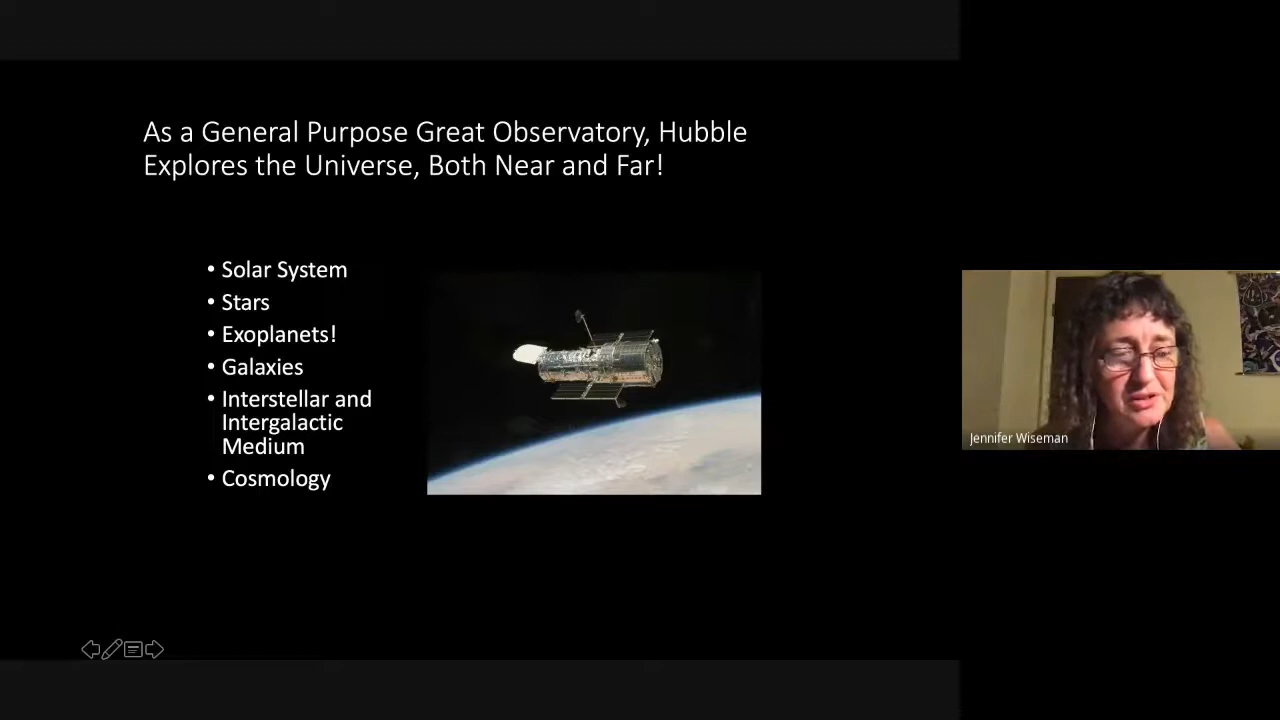 As a General Purpose Great Observatory, Hubble
Explores the Universe, Both Near and Far!
• Solar System
• Stars
• Exoplanets!
• Galaxies
• Interstellar and
Intergalactic
Medium
• Cosmology
Jennifer Wiseman